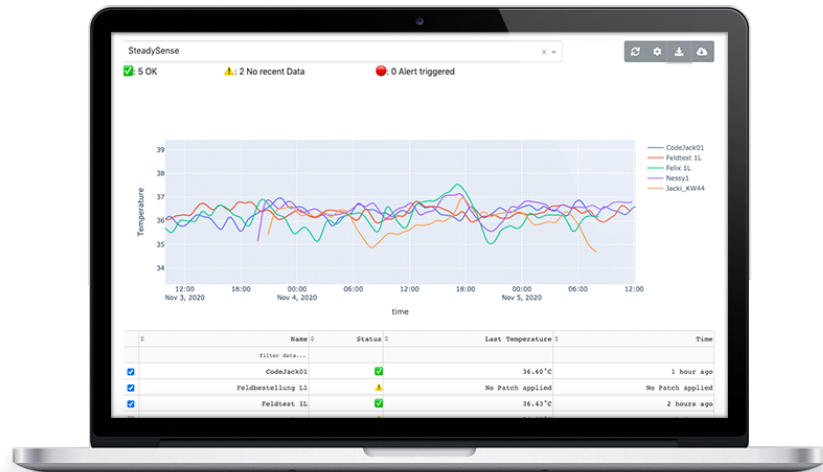 SteadySense
: 5 OK
: 2 No recent Data
: 0 Alert triggered
39
38
37
36
35
34
Temperature
12:00
Nov 3, 2020
18:00
00:00
Nov 4, 2020
06:00
12:00
18:00
00:00
Nov 5, 2020
06:00
12:00
time
CodeJack01
Feldtest 1L
Felix 1L
Nessy1
Jacki_KW44
Name Status Last Temperature Time
filter data...
CodeJack01 36.60°C 1 hour ago
Feldbestellung L1 No Patch applied No Patch applied
Feldtest 1L 36.43°C 2 hours ago